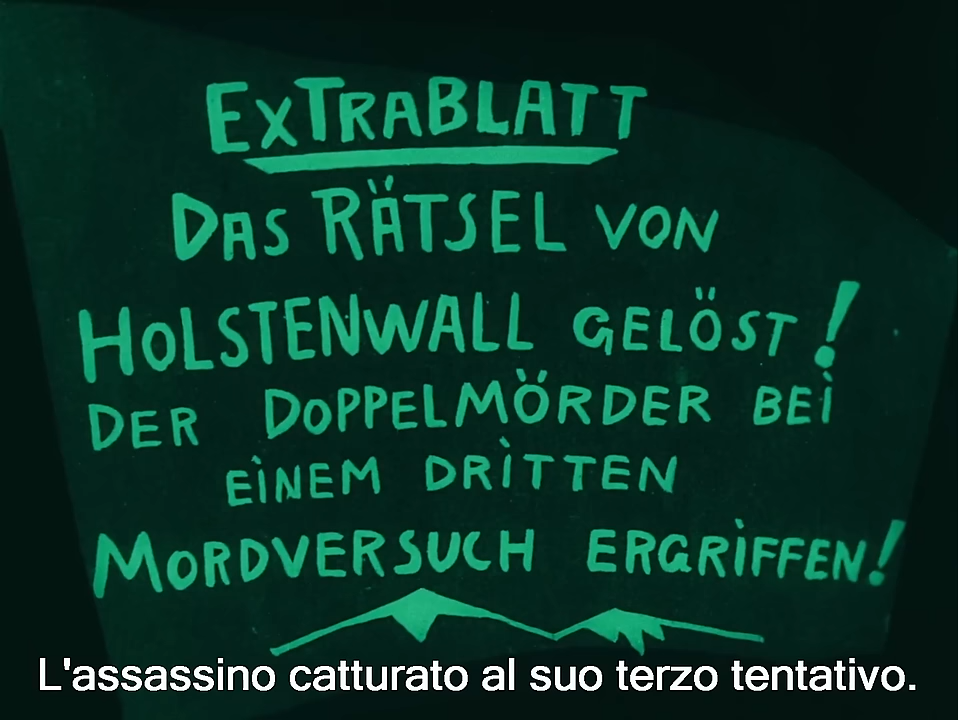 EXTRABLATT
DAS RÄTSEL VON
HOLSTENWALL GELÖST!
DER DOPPELMÖRDER BEI
EINEM DRITTEN
MORDVERSUCH ERGRIFFEN!
L'assassino catturato al suo terzo tentativo.